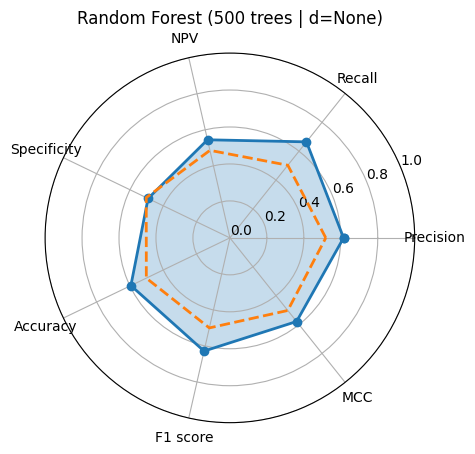 Random Forest (500 trees | d=None)
NPV
Recall
Specificity
1.0
0.8
0.6
0.4
0.2
0.0
Precision
Accuracy
MCC
F1 score